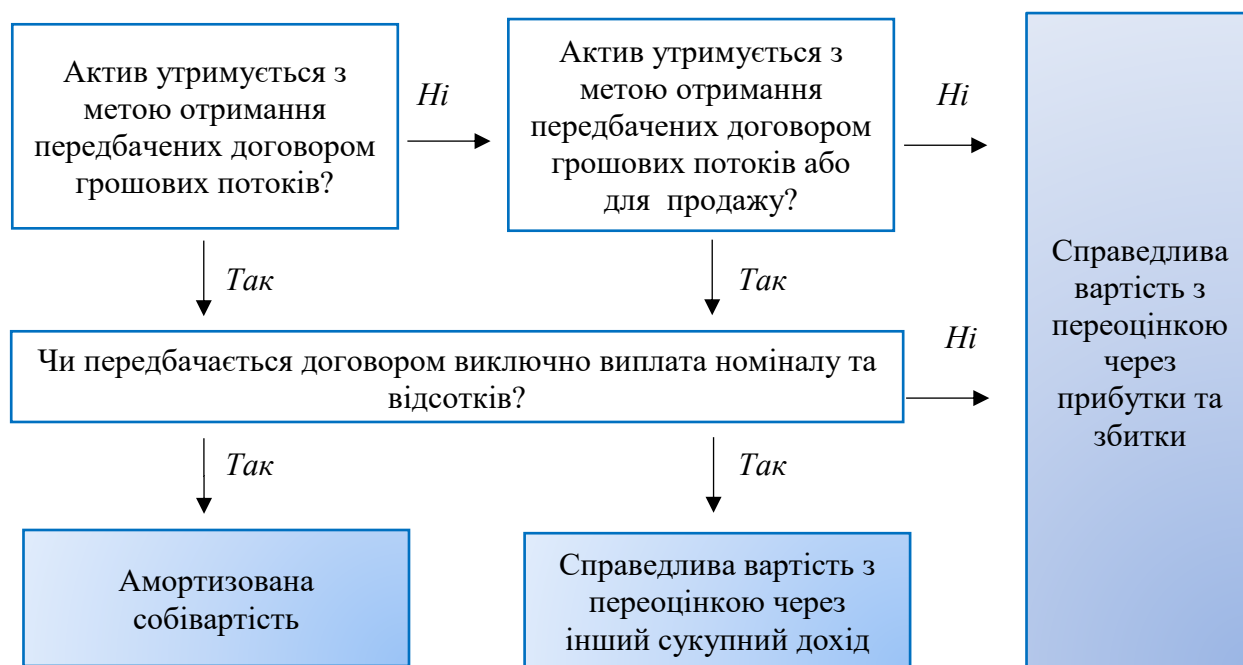 Актив утримується з
метою отримання
передбачених договором
грошових потоків?
Ні
Актив утримується з
метою отримання
передбачених договором
грошових потоків або
для продажу?
Ні
Так
Так
Чи передбачається договором виключно виплата номіналу та
відсотків?
Ні
Справедлива
вартість з
переоцінкою
через
прибутки та
збитки
Так
Так
Амортизована
собівартість
Справедлива вартість з
переоцінкою через
інший сукупний дохід